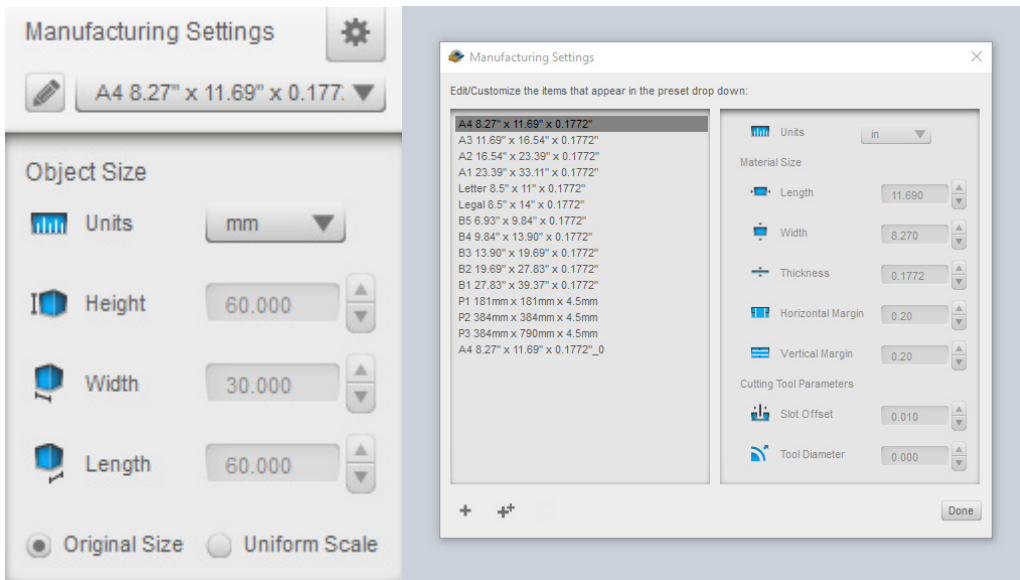 Manufacturing Settings
A4 8.27" x 11.69" x 0.177
Object Size
Units mm
Height 60.000
Width 30.000
Length 60.000
Original Size Uniform Scale
Manufacturing Settings
Edit/Customize the items that appear in the preset drop down:
A4 8.27" x 11.69" x 0.1772"
A3 11.69" x 16.54" x 0.1772"
A2 16.54" x 23.39" x 0.1772"
A1 23.39" x 33.11" x 0.1772"
Letter 8.5" x 11" x 0.1772"
Legal 8.5" x 14" x 0.1772"
B5 6.93" x 9.84" x 0.1772"
B4 9.84" x 13.90" x 0.1772"
B3 13.90" x 19.69" x 0.1772"
B2 19.69" x 27.83" x 0.1772"
B1 27.83" x 39.37" x 0.1772"
P1 181mm x 181mm x 4.5mm
P2 384mm x 384mm x 4.5mm
P3 384mm x 790mm x 4.5mm
A4 8.27" x 11.69" x 0.1772"_0
Units in
Material Size
Length 11.690
Width 8.270
Thickness 0.1772
Horizontal Margin 0.20
Vertical Margin 0.20
Cutting Tool Parameters
Slot Offset 0.010
Tool Diameter 0.000
Done